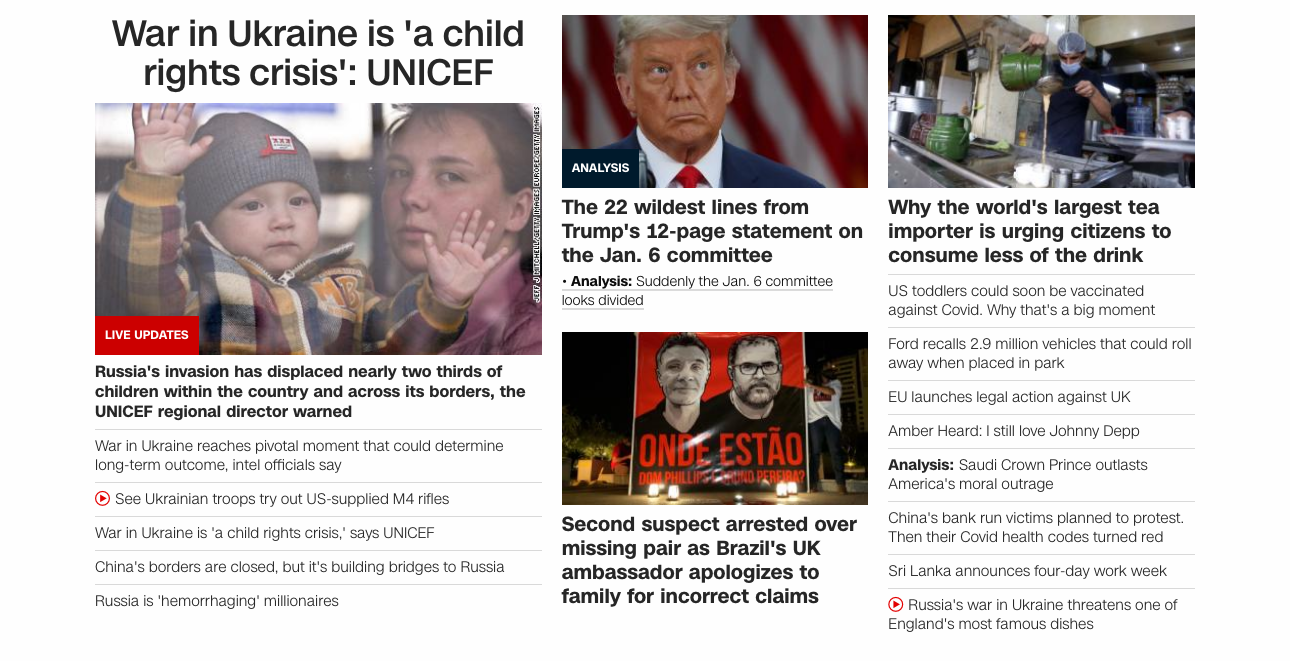 War in Ukraine is 'a child
rights crisis': UNICEF
JEFF J MITCHELL/GETTY IMAGES EUROPE/GETTY IMAGES
LIVE UPDATES
Russia's invasion has displaced nearly two thirds of
children within the country and across its borders, the
UNICEF regional director warned
War in Ukraine reaches pivotal moment that could determine
long-term outcome, intel officials say
See Ukrainian troops try out US-supplied M4 rifles
War in Ukraine is 'a child rights crisis,' says UNICEF
China's borders are closed, but it's building bridges to Russia
Russia is 'hemorrhaging' millionaires
ANALYSIS
The 22 wildest lines from
Trump's 12-page statement on
the Jan. 6 committee
• Analysis: Suddenly the Jan. 6 committee
looks divided
ONDE ESTÃO
DOM PHILLIPS E BRUNO PEREIRA?
Second suspect arrested over
missing pair as Brazil's UK
ambassador apologizes to
family for incorrect claims
Why the world's largest tea
importer is urging citizens to
consume less of the drink
US toddlers could soon be vaccinated
against Covid. Why that's a big moment
Ford recalls 2.9 million vehicles that could roll
away when placed in park
EU launches legal action against UK
Amber Heard: I still love Johnny Depp
Analysis: Saudi Crown Prince outlasts
America's moral outrage
China's bank run victims planned to protest.
Then their Covid health codes turned red
Sri Lanka announces four-day work week
Russia's war in Ukraine threatens one of
England's most famous dishes